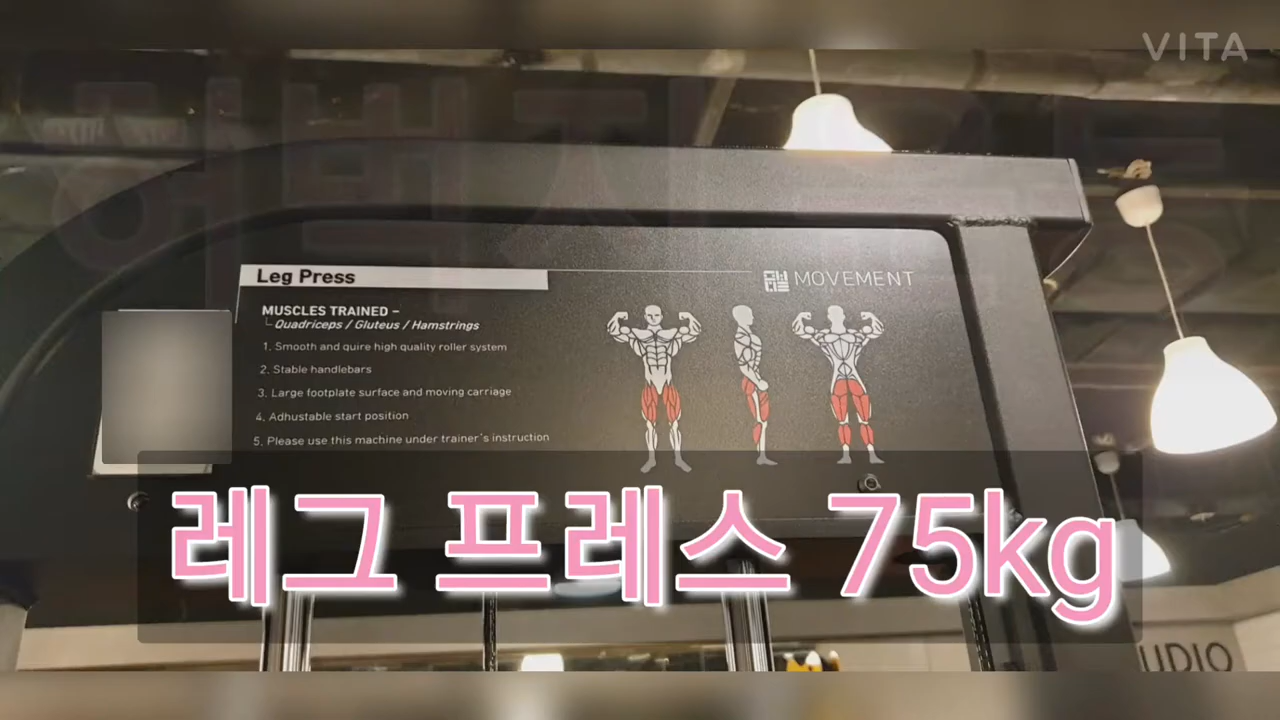 VITA
Leg Press
MOVEMENT
MUSCLES TRAINED –
Quadriceps / Gluteus / Hamstrings
1. Smooth and quire high quality roller system
2. Stable handlebars
3. Large footplate surface and moving carriage
4. Adhustable start position
5. Please use this machine under trainer´s instruction
레그 프레스 75kg
UDIO